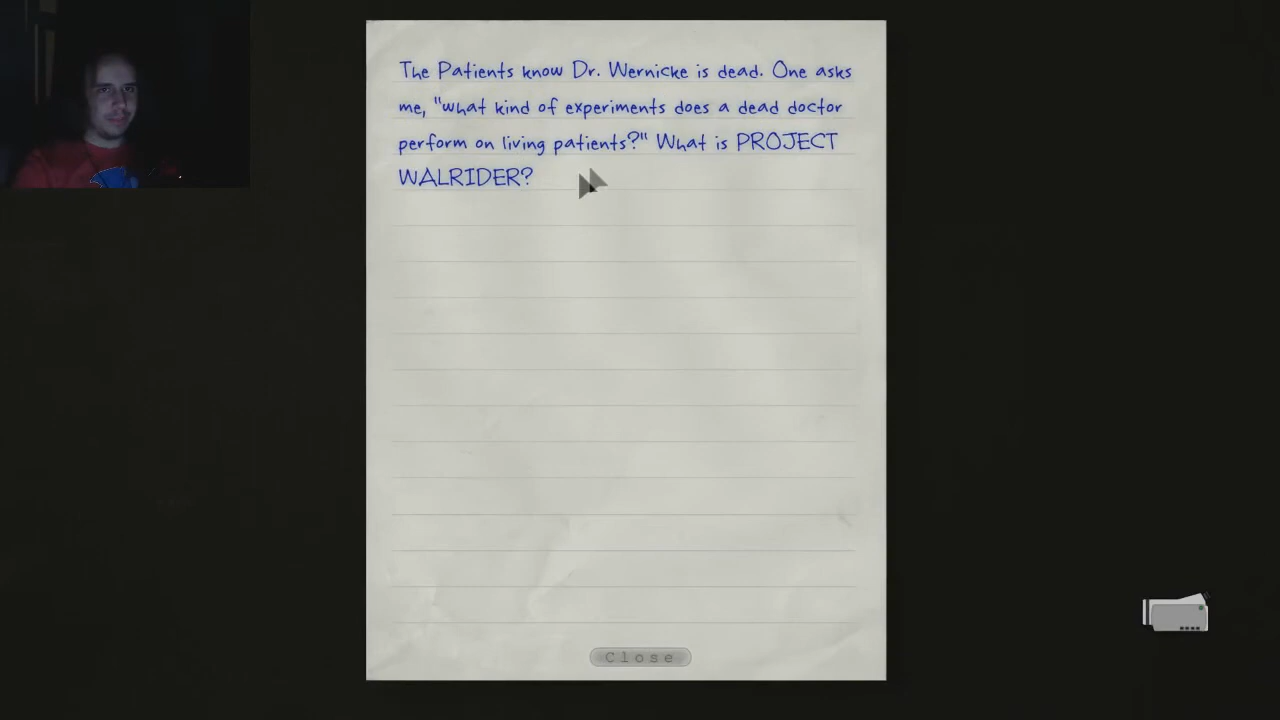 The Patients know Dr. Wernicke is dead. One asks
me, "what kind of experiments does a dead doctor
perform on living patients?" What is PROJECT
WALRIDER?
Close